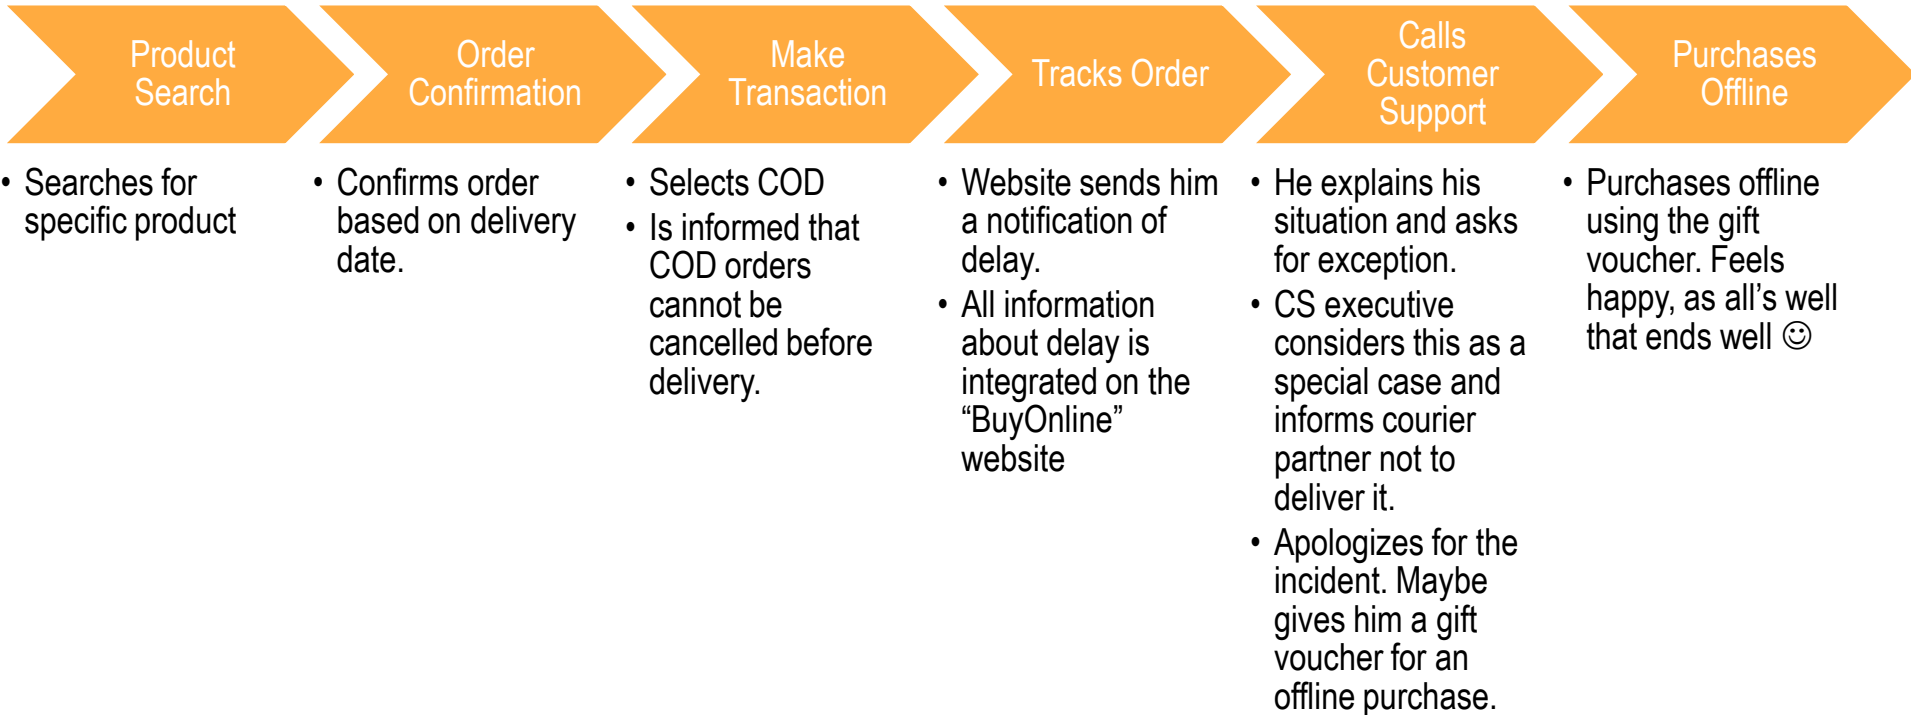 Product
Search
Order
Confirmation
Make
Transaction
Tracks Order
Calls
Customer
Support
Purchases
Offline
• Searches for
specific product
• Confirms order
based on delivery
date.
• Selects COD
• Is informed that
COD orders
cannot be
cancelled before
delivery.
• Website sends him
a notification of
delay.
• All information
about delay is
integrated on the
“BuyOnline”
website
• He explains his
situation and asks
for exception.
• CS executive
considers this as a
special case and
informs courier
partner not to
deliver it.
• Apologizes for the
incident. Maybe
gives him a gift
voucher for an
offline purchase.
• Purchases offline
using the gift
voucher. Feels
happy, as all’s well
that ends well ☺